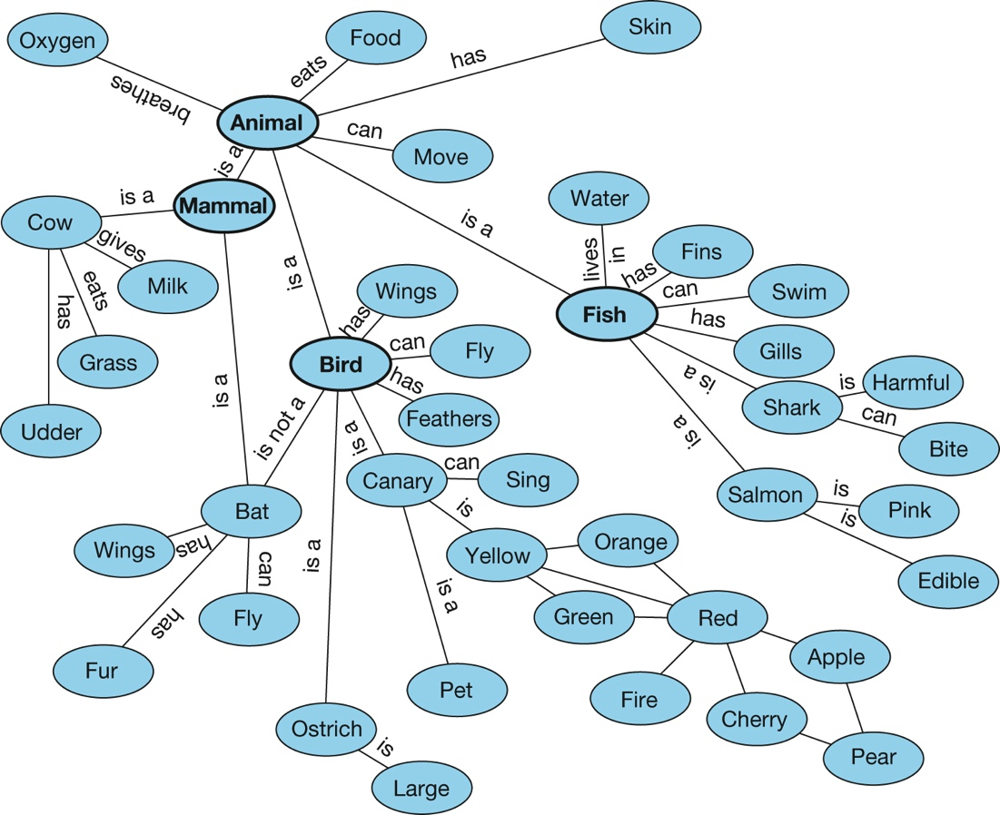 Oxygen
breathes
Food
eats
Skin
has
Animal
can
Move
is a
Mammal
is a
Cow
gives
Milk
eats
Grass
has
Udder
is a
is a
is a
Water
lives
in
Fish
has
Fins
can
Swim
has
Gills
is a
Shark
is
Harmful
can
Bite
is a
Salmon
is
Pink
is
Edible
Bird
has
Wings
can
Fly
has
Feathers
is not a
Bat
has
Wings
can
Fly
has
Fur
is a
Canary
can
Sing
is
Yellow
is a
Pet
Orange
Green
Red
Fire
Cherry
Apple
Pear
is a
Ostrich
is
Large